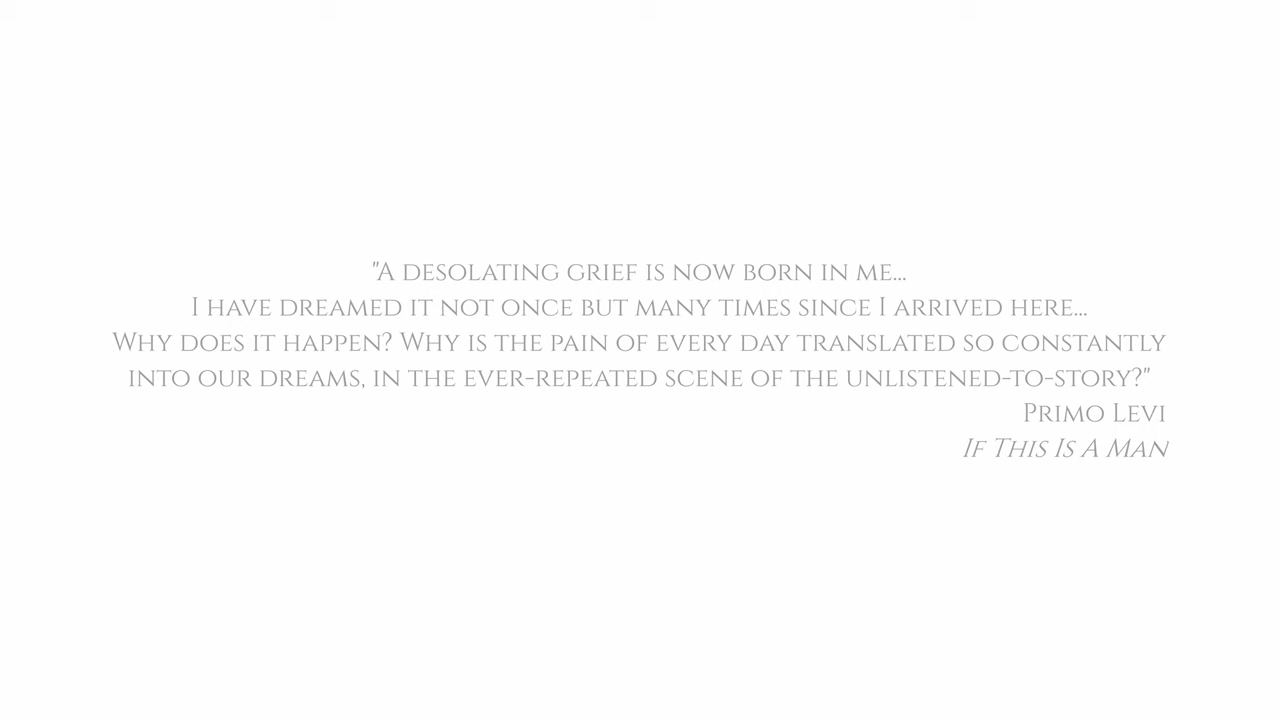 "A desolating grief is now born in me...
I have dreamed it not once but many times since I arrived here...
Why does it happen? Why is the pain of every day translated so constantly
into our dreams, in the ever-repeated scene of the unlistened-to-story?"
Primo Levi
If This Is A Man